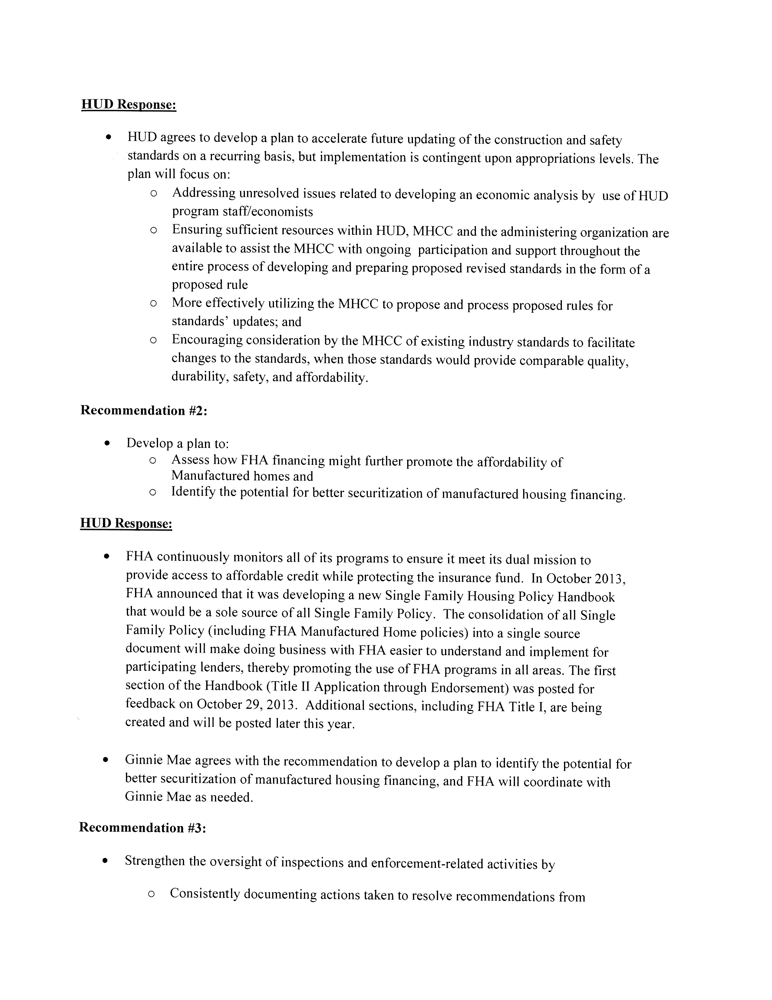 HUD Response:
• HUD agrees to develop a plan to accelerate future updating of the construction and safety
standards on a recurring basis, but implementation is contingent upon appropriations levels. The
plan will focus on:
o Addressing unresolved issues related to developing an economic analysis by use of HUD
program staff/economists
o Ensuring sufficient resources within HUD, MHCC and the administering organization are
available to assist the MHCC with ongoing participation and support throughout the
entire process of developing and preparing proposed revised standards in the form of a
proposed rule
o More effectively utilizing the MHCC to propose and process proposed rules for
standards’ updates; and
o Encouraging consideration by the MHCC of existing industry standards to facilitate
changes to the standards, when those standards would provide comparable quality,
durability, safety, and affordability.
Recommendation #2:
• Develop a plan to:
o Assess how FHA financing might further promote the affordability of
Manufactured homes and
o Identify the potential for better securitization of manufactured housing financing.
HUD Response:
• FHA continuously monitors all of its programs to ensure it meet its dual mission to
provide access to affordable credit while protecting the insurance fund. In October 2013,
FHA announced that it was developing a new Single Family Housing Policy Handbook
that would be a sole source of all Single Family Policy. The consolidation of all Single
Family Policy (including FHA Manufactured Home policies) into a single source
document will make doing business with FHA easier to understand and implement for
participating lenders, thereby promoting the use of FHA programs in all areas. The first
section of the Handbook (Title II Application through Endorsement) was posted for
feedback on October 29, 2013. Additional sections, including FHA Title I, are being
created and will be posted later this year.
• Ginnie Mae agrees with the recommendation to develop a plan to identify the potential for
better securitization of manufactured housing financing, and FHA will coordinate with
Ginnie Mae as needed.
Recommendation #3:
• Strengthen the oversight of inspections and enforcement-related activities by
o Consistently documenting actions taken to resolve recommendations from